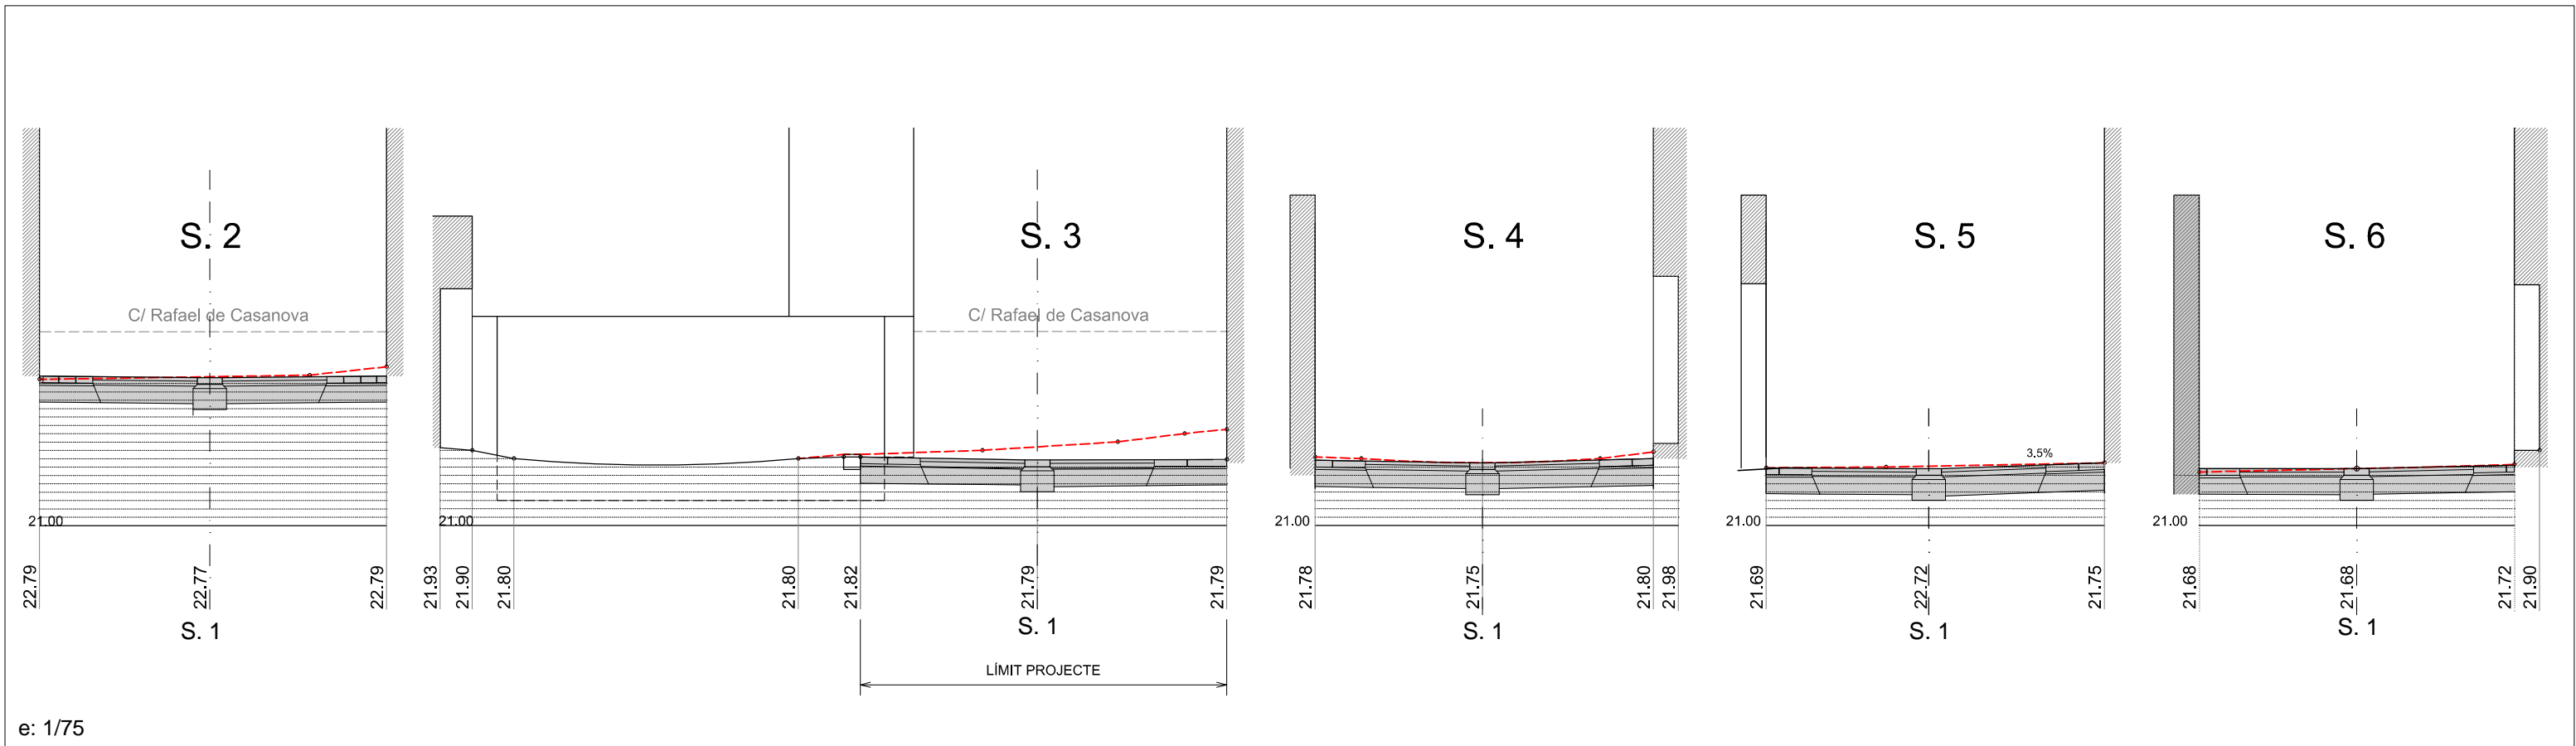 S. 2
S. 3
S. 4
S. 5
S. 6
C/ Rafael de Casanova
C/ Rafael de Casanova
3,5%
21.00
21.00
21.00
21.00
21.00
22.79
22.77
22.79
21.93
21.90
21.80
21.80
21.82
21.79
21.79
21.78
21.75
21.80
21.98
21.69
22.72
21.75
21.68
21.68
21.72
21.90
S. 1
S. 1
S. 1
S. 1
S. 1
LÍMIT PROJECTE
e: 1/75